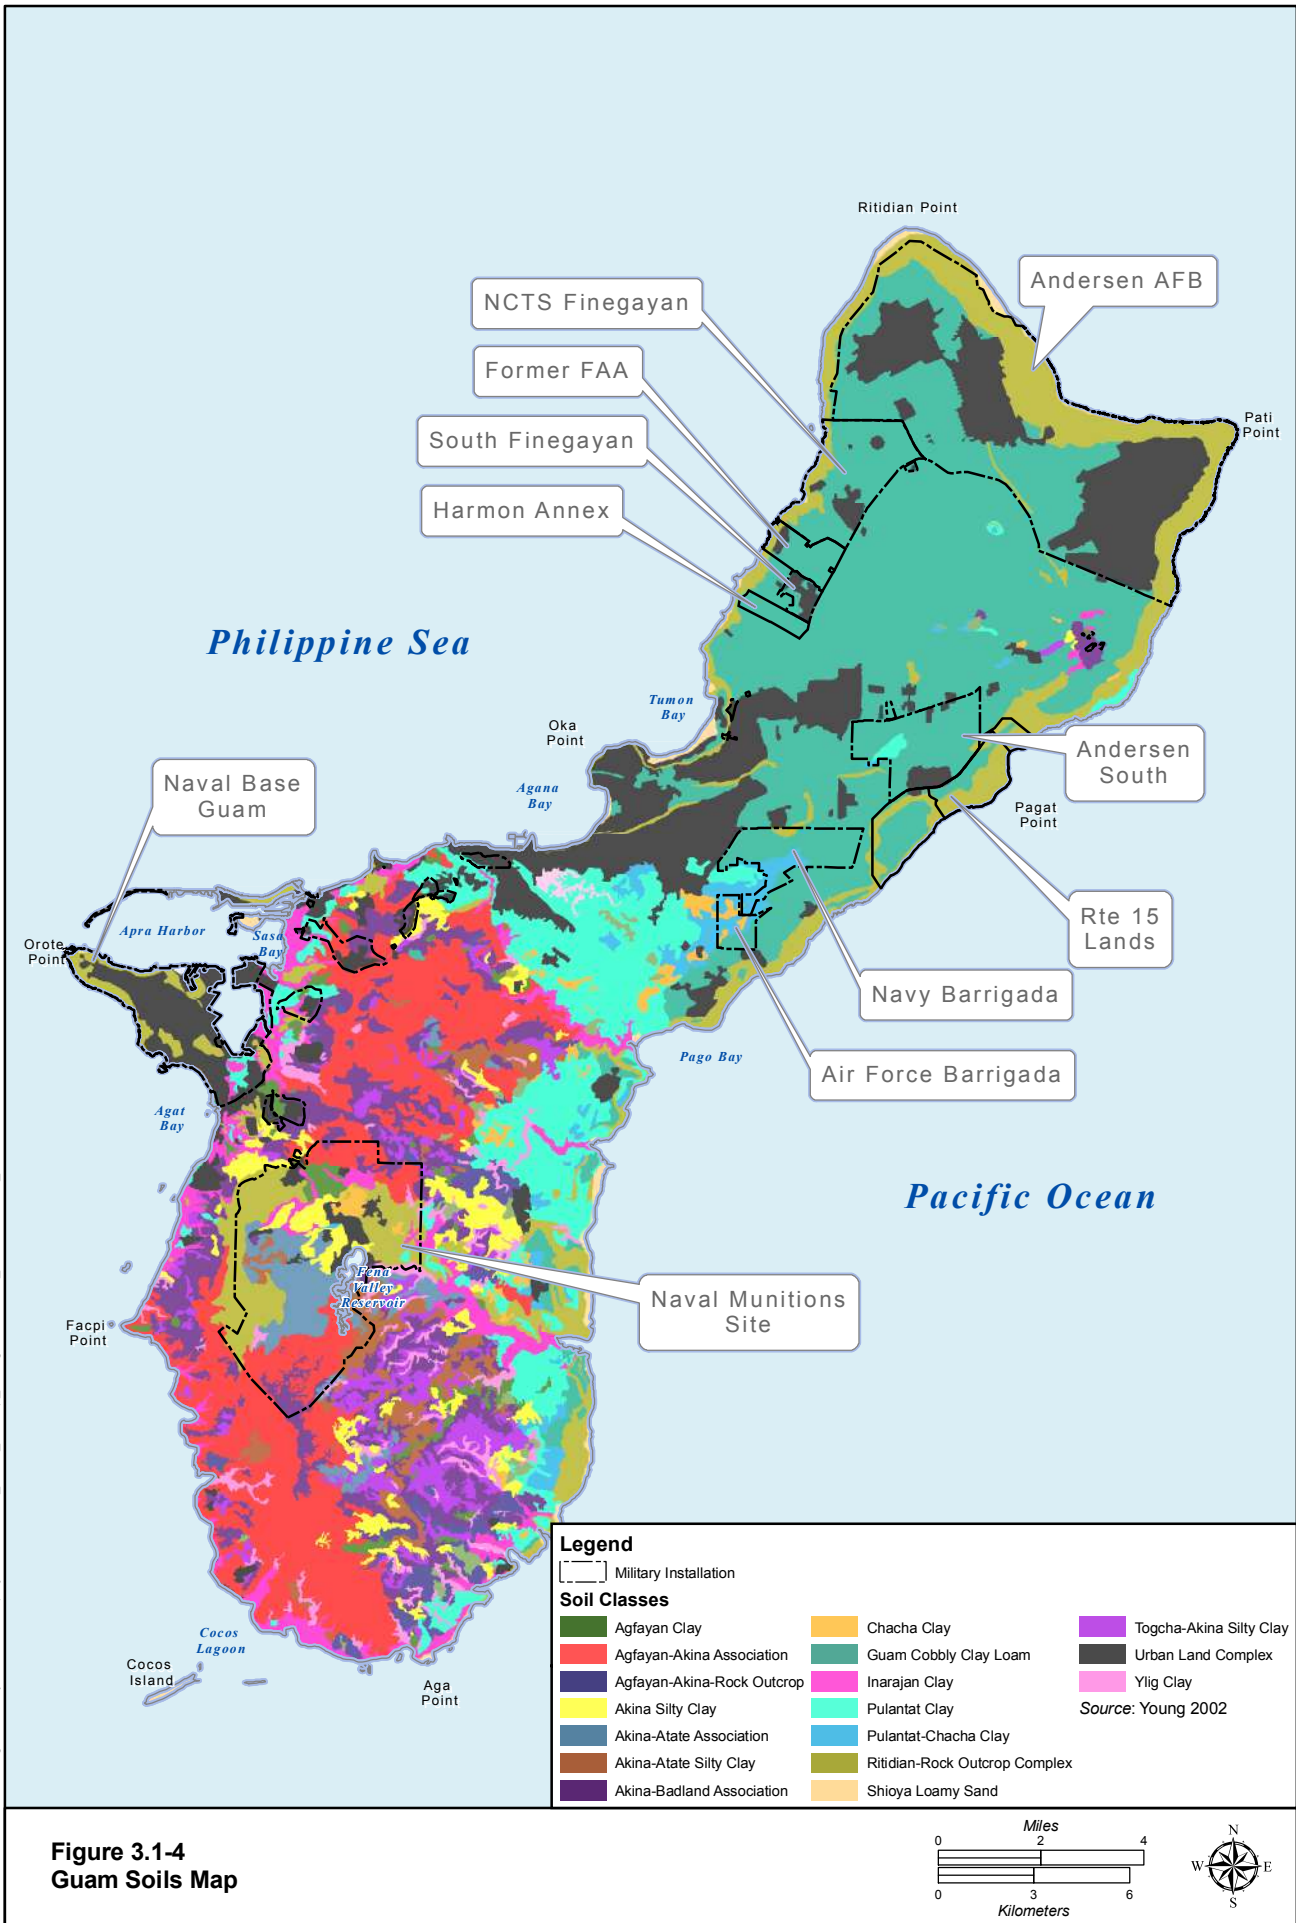 Ritidian Point
Andersen AFB
NCTS Finegayan
Former FAA
South Finegayan
Harmon Annex
Pati
Point
Philippine Sea
Tumon
Bay
Oka
Point
Andersen
South
Naval Base
Guam
Agana
Bay
Pagat
Point
Rte 15
Lands
Apra Harbor
Sasa
Bay
Orote
Point
Navy Barrigada
Pago Bay
Air Force Barrigada
Agat
Bay
Pacific Ocean
Fena
Valley
Reservoir
Naval Munitions
Site
Facpi
Point
Cocos
Lagoon
Cocos
Island
Aga
Point
Legend
Military Installation
Soil Classes
Agfayan Clay
Agfayan-Akina Association
Agfayan-Akina-Rock Outcrop
Akina Silty Clay
Akina-Atate Association
Akina-Atate Silty Clay
Akina-Badland Association
Chacha Clay
Guam Cobbly Clay Loam
Inarajan Clay
Pulantat Clay
Pulantat-Chacha Clay
Ritidian-Rock Outcrop Complex
Shioya Loamy Sand
Togcha-Akina Silty Clay
Urban Land Complex
Ylig Clay
Source: Young 2002
Figure 3.1-4
Guam Soils Map
Miles
0 2 4
0 3 6
Kilometers
N
W E
S